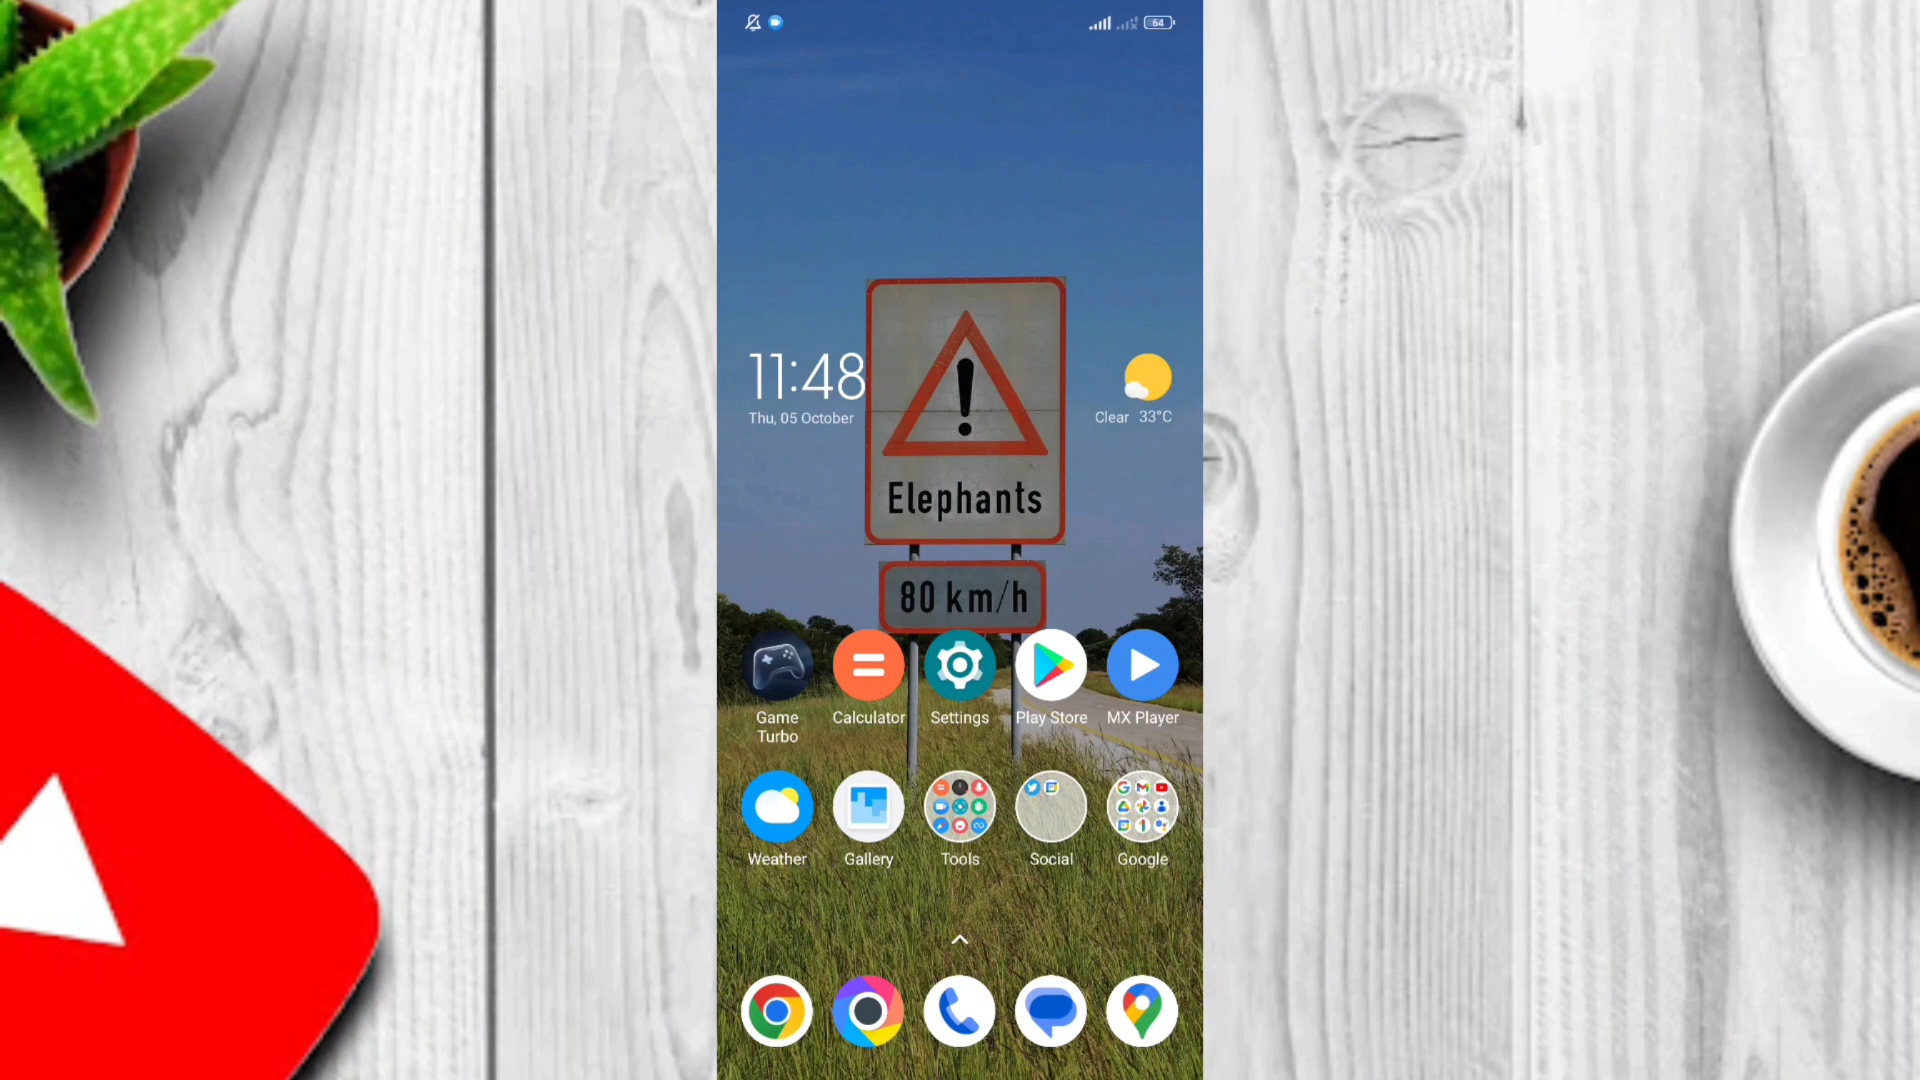 64
11:48
Thu, 05 October
Clear 33°C
Elephants
80 km/h
Game Turbo
Calculator
Settings
Play Store
MX Player
Weather
Gallery
Tools
Social
Google